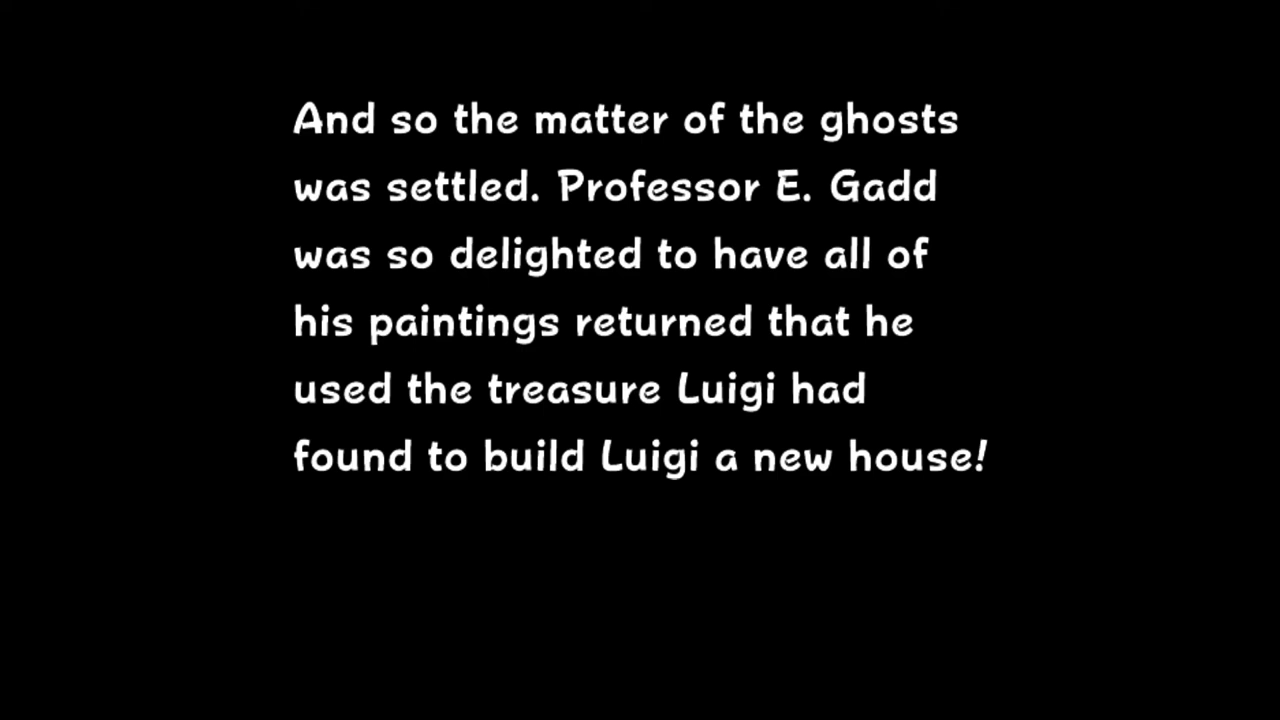 And so the matter of the ghosts
was settled. Professor E. Gadd
was so delighted to have all of
his paintings returned that he
used the treasure Luigi had
found to build Luigi a new house!